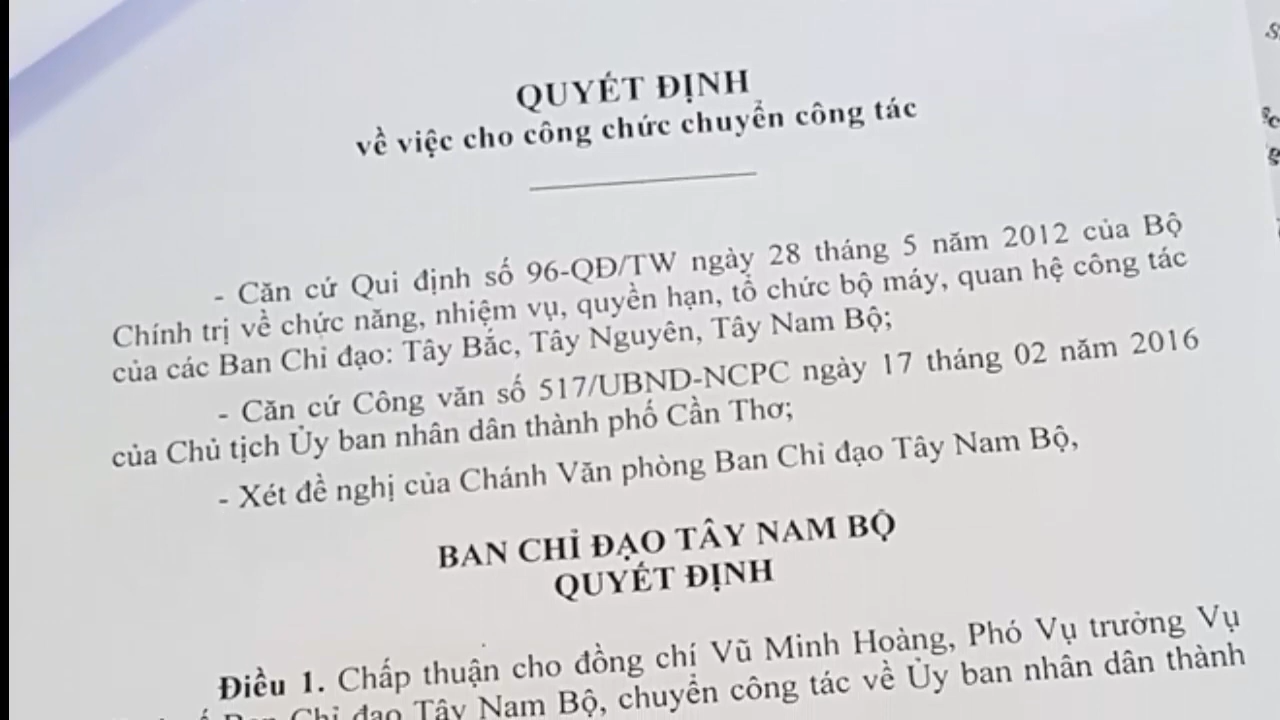 QUYẾT ĐỊNH
về việc cho công chức chuyển công tác
- Căn cứ Qui định số 96-QĐ/TW ngày 28 tháng 5 năm 2012 của Bộ
Chính trị về chức năng, nhiệm vụ, quyền hạn, tổ chức bộ máy, quan hệ công tác
của các Ban Chỉ đạo: Tây Bắc, Tây Nguyên, Tây Nam Bộ;
- Căn cứ Công văn số 517/UBND-NCPC ngày 17 tháng 02 năm 2016
của Chủ tịch Ủy ban nhân dân thành phố Cần Thơ;
- Xét đề nghị của Chánh Văn phòng Ban Chỉ đạo Tây Nam Bộ,
BAN CHỈ ĐẠO TÂY NAM BỘ
QUYẾT ĐỊNH
Điều 1. Chấp thuận cho đồng chí Vũ Minh Hoàng, Phó Vụ trưởng Vụ
Ban Chỉ đạo Tây Nam Bộ, chuyển công tác về Ủy ban nhân dân thành